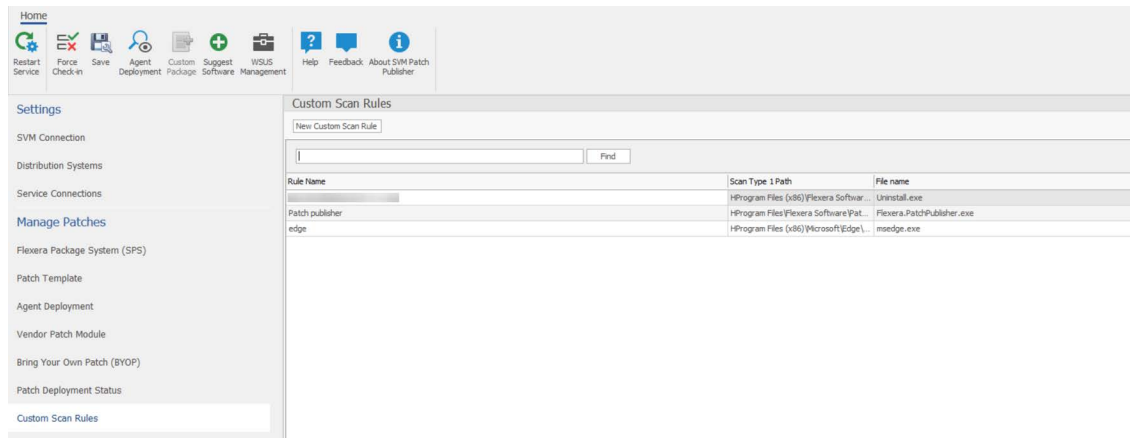 Home
Restart Service
Force Check-in
Save
Agent Deployment
Custom Package
Suggest Software
WSUS Management
Help
Feedback
About SVM Patch Publisher
Settings
SVM Connection
Distribution Systems
Service Connections
Manage Patches
Flexera Package System (SPS)
Patch Template
Agent Deployment
Vendor Patch Module
Bring Your Own Patch (BYOP)
Patch Deployment Status
Custom Scan Rules
Custom Scan Rules
New Custom Scan Rule
Find
Rule Name Scan Type 1 Path File name
HProgram Files (x86)\Flexera Softwar... Uninstall.exe
Patch publisher HProgram Files\Flexera Software\Pat... Flexera.PatchPublisher.exe
edge HProgram Files (x86)\Microsoft\Edge\... msedge.exe